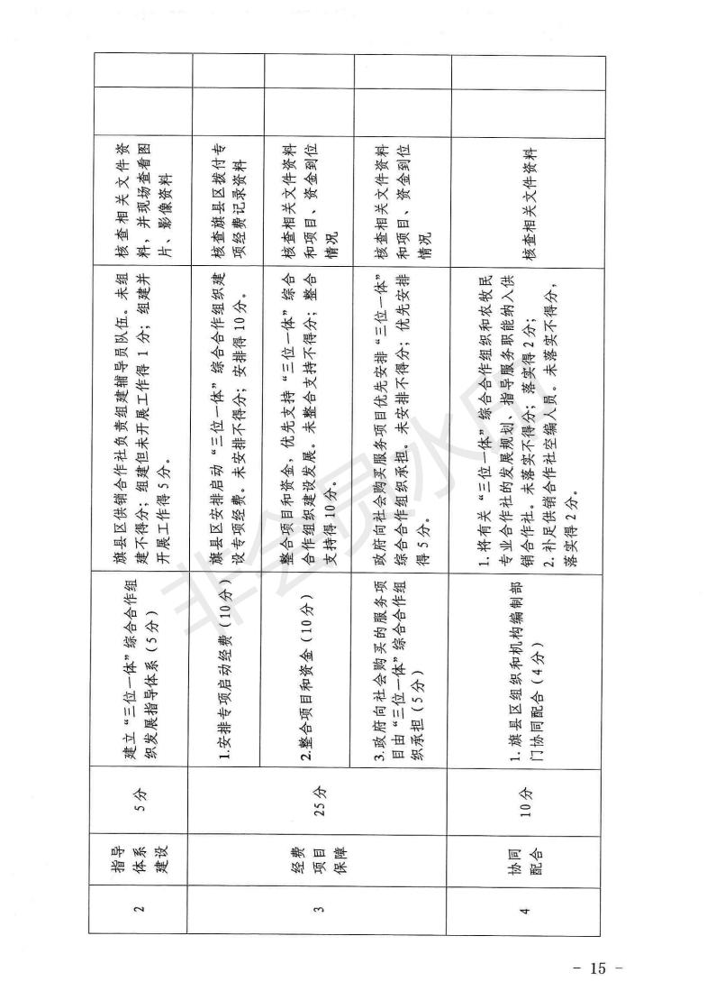 2
指导
体系
建设
5分
建立“三位一体”综合合作组
织发展指导体系(5分)
旗县区供销合作社负责组建辅导员队伍。未组
建不得分；组建但未开展工作得 1 分；组建并
开展工作得5分。
核查相关文件资
料，并现场查看图
片、影像资料
3
经费
项目
保障
25分
1.安排专项启动经费(10分)
旗县区安排启动“三位一体”综合合作组织建
设专项经费。未安排不得分；安排得10分。
核查旗县区拨付专
项经费记录资料
2.整合项目和资金(10分)
整合项目和资金，优先支持“三位一体”综合
合作组织建设发展。未整合支持不得分；整合
支持得10分。
核查相关文件资料
和项目、资金到位
情况
3.政府向社会购买的服务项
目由“三位一体”综合合作组
织承担(5分)
政府向社会购买服务项目优先安排“三位一体”
综合合作组织承担。未安排不得分；优先安排
得5分。
核查相关文件资料
和项目、资金到位
情况
4
协同
配合
10分
1. 旗县区组织和机构编制部
门协同配合(4分)
1.将有关“三位一体”综合合作组织和农牧民
专业合作社的发展规划、指导服务职能纳入供
销合作社。未落实不得分；落实得2分；
2.补足供销合作社空编人员。未落实不得分，
落实得2分。
核查相关文件资料
- 15 -
非会员水印